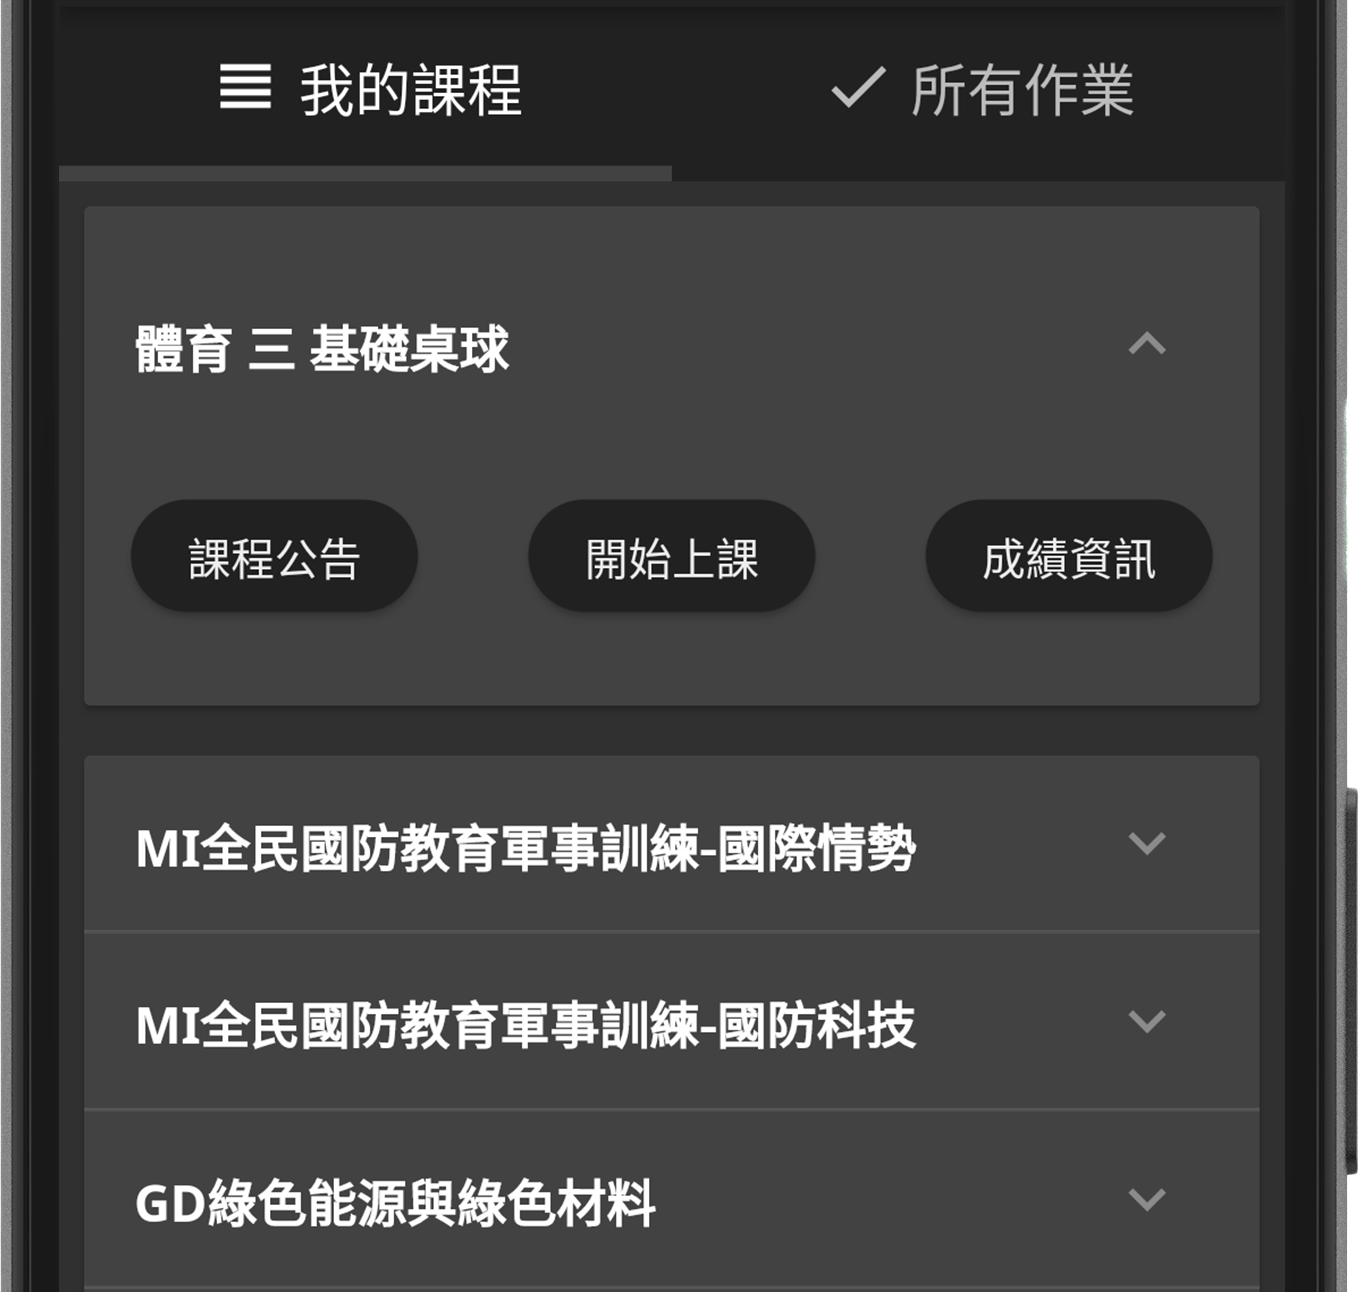 我的課程
所有作業
體育 三 基礎桌球
課程公告
開始上課
成績資訊
MI全民國防教育軍事訓練-國際情勢
MI全民國防教育軍事訓練-國防科技
GD綠色能源與綠色材料